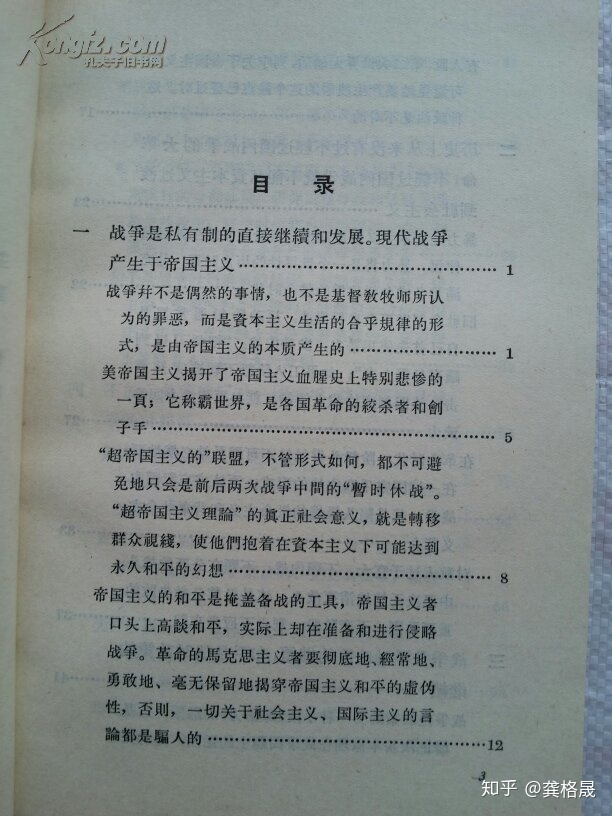 Kongfz.com
孔夫子旧书网
目 录
一 战爭是私有制的直接继續和发展。現代战爭
产生于帝国主义 1
战爭幷不是偶然的事情，也不是基督敎牧师所认
为的罪恶，而是資本主义生活的合乎規律的形
式，是由帝国主义的本质产生的 1
美帝国主义揭开了帝国主义血腥史上特别悲惨的
一頁；它称霸世界，是各国革命的絞杀者和劊
子手 5
“超帝国主义的”联盟，不管形式如何，都不可避
免地只会是前后两次战爭中間的“暫时休战”。
“超帝国主义理論”的眞正社会意义，就是轉移
群众視綫，使他們抱着在資本主义下可能达到
永久和平的幻想 8
帝国主义的和平是掩盖备战的工具，帝国主义者
口头上高談和平，实际上却在准备和进行侵略
战爭。革命的馬克思主义者要彻底地、經常地、
勇敢地、毫无保留地揭穿帝国主义和平的虛伪
性，否則，一切关于社会主义、国际主义的言
論都是騙人的 12
3
知乎 @龚格晟